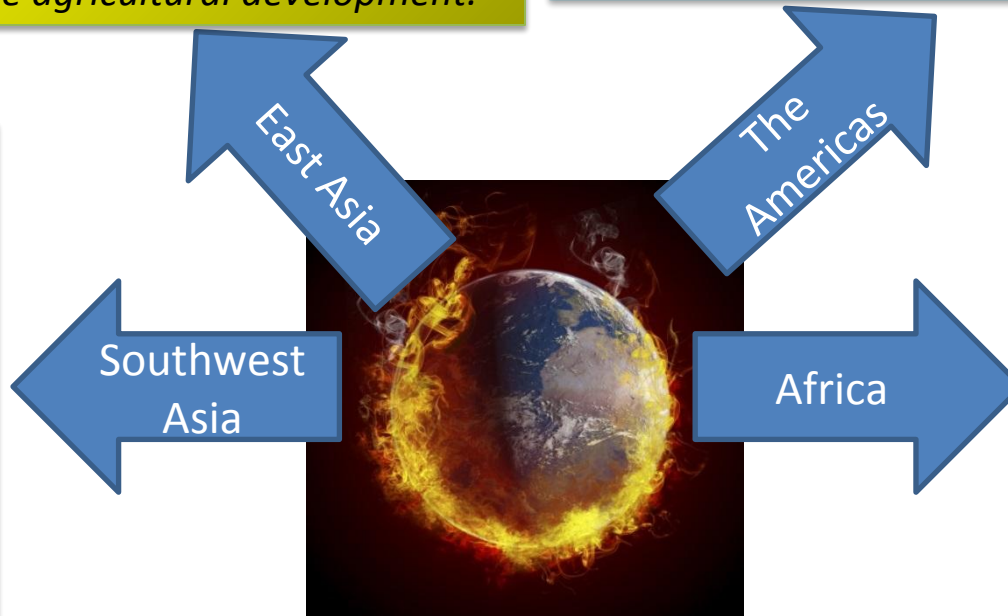 agricultural development.
East Asia
The
Americas
Southwest
Asia
Africa